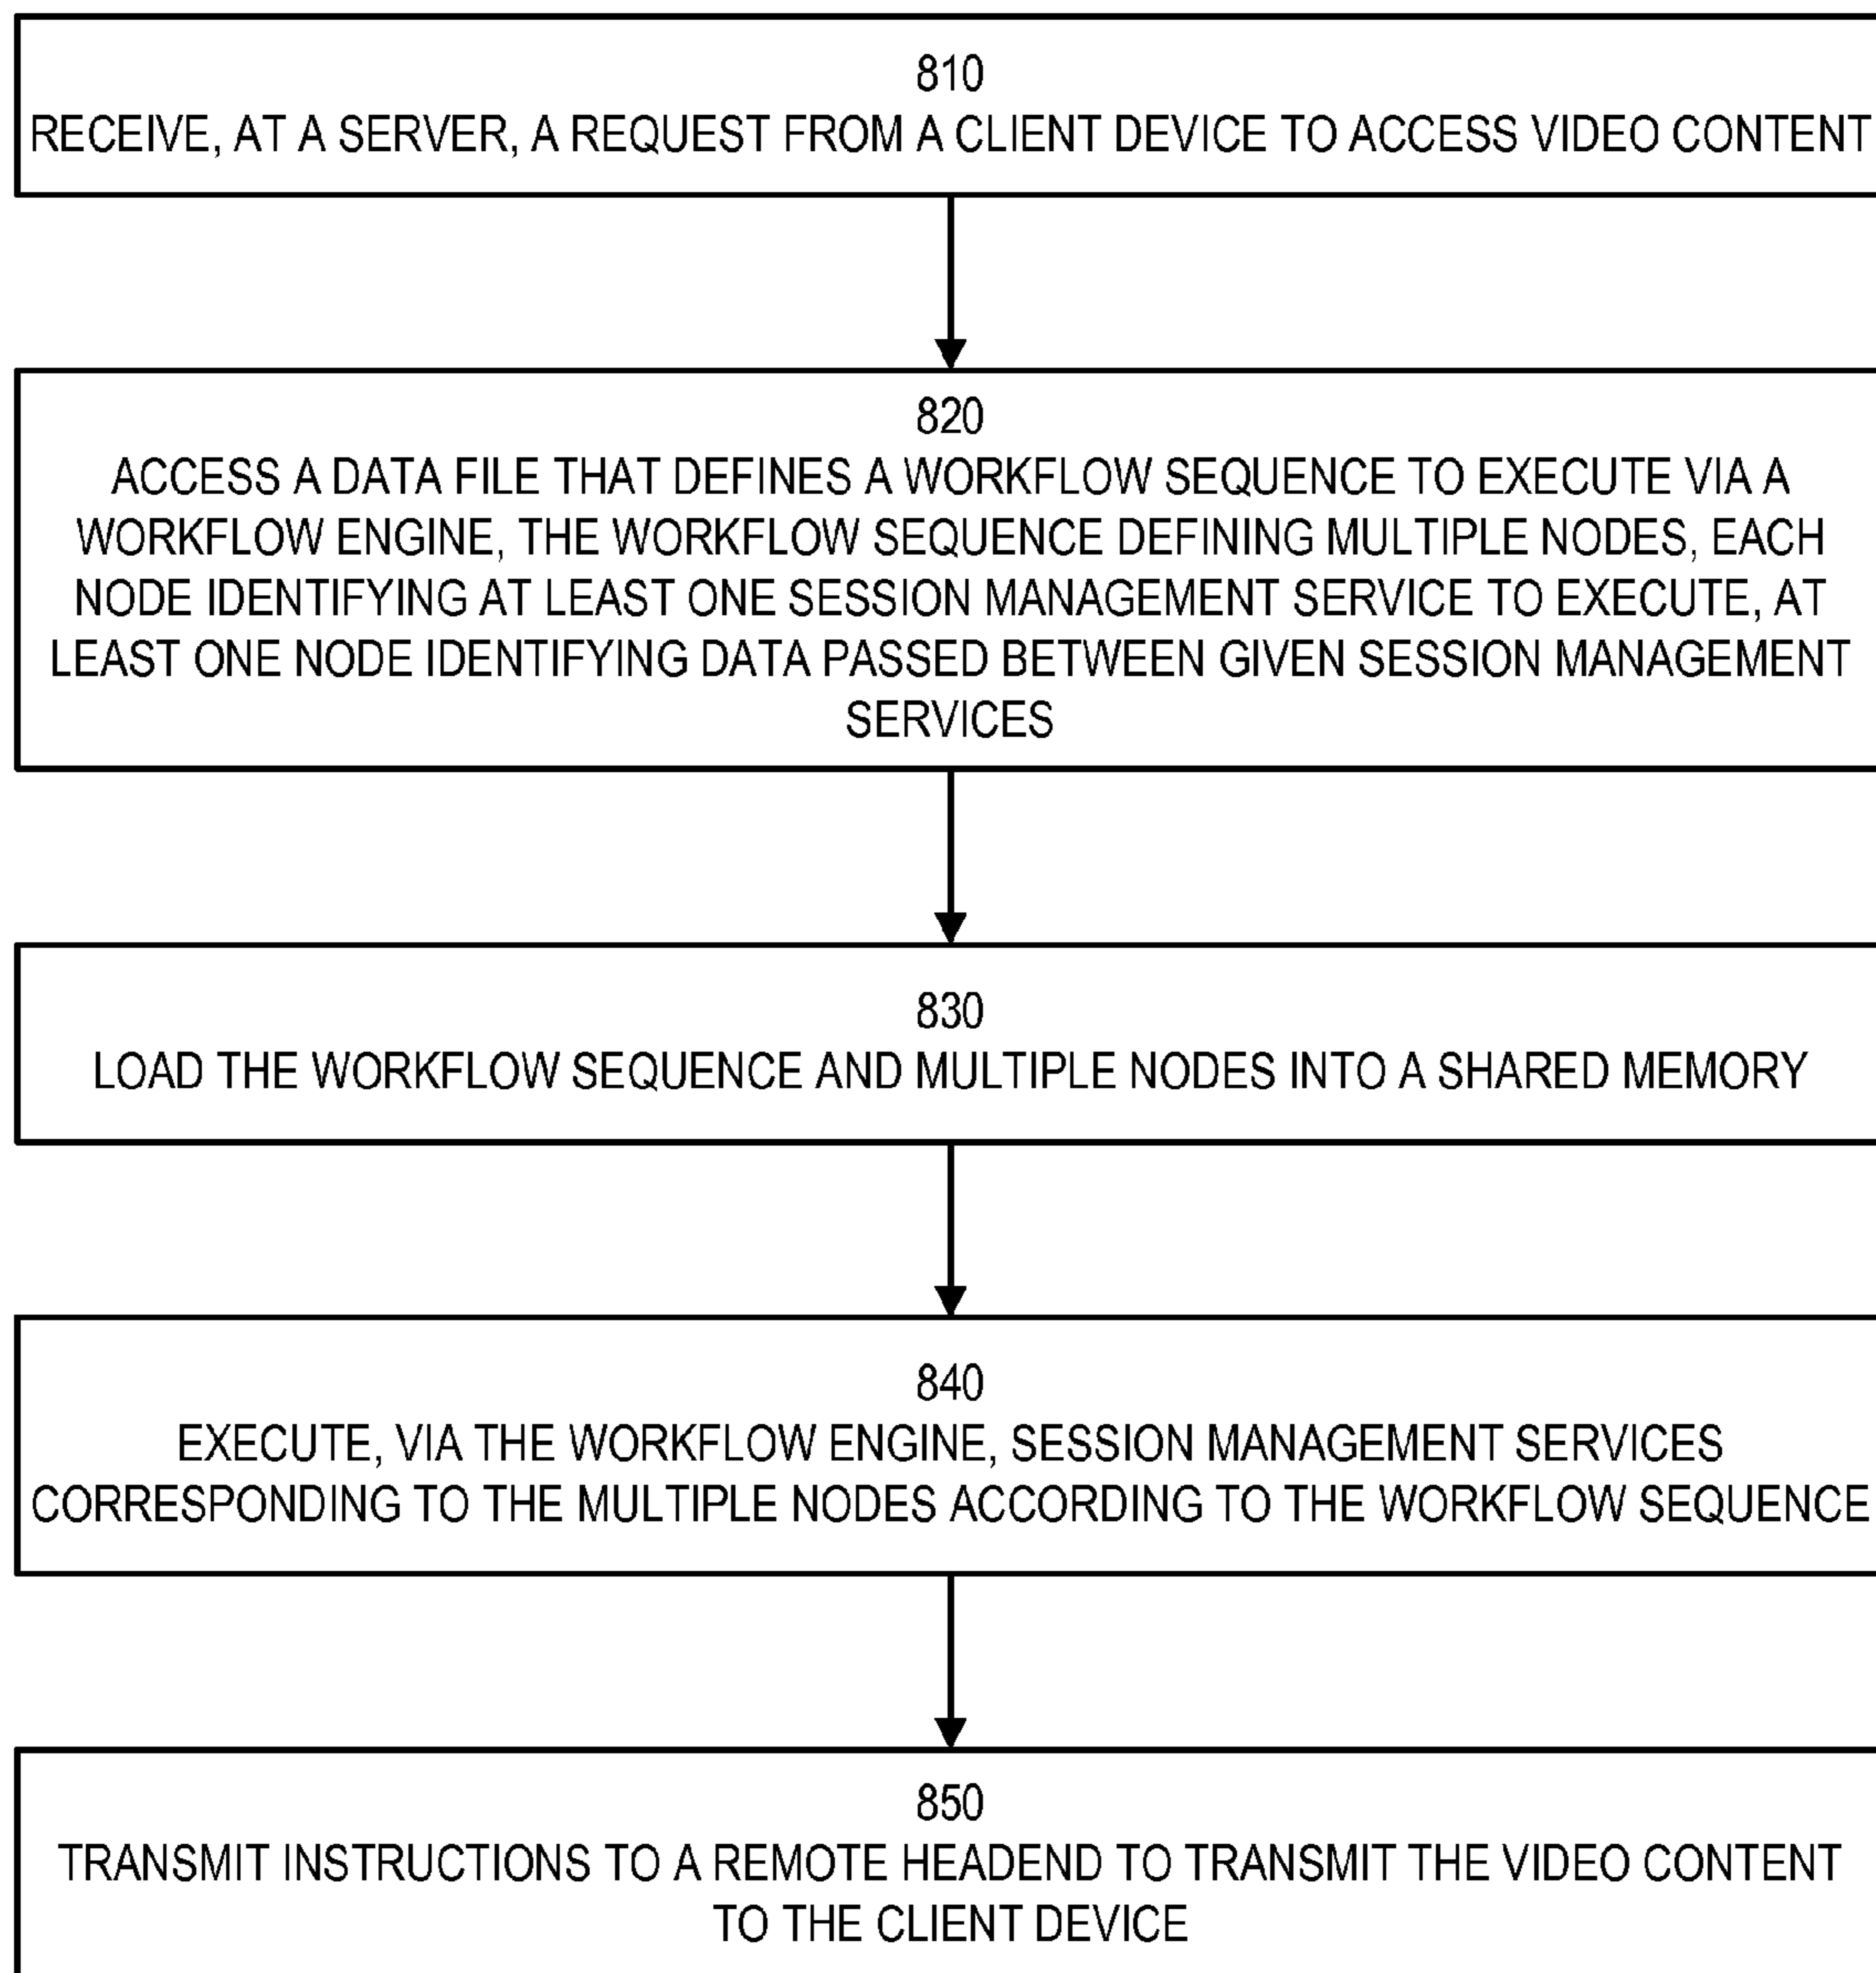 810
RECEIVE, AT A SERVER, A REQUEST FROM A CLIENT DEVICE TO ACCESS VIDEO CONTENT
820
ACCESS A DATA FILE THAT DEFINES A WORKFLOW SEQUENCE TO EXECUTE VIA A
WORKFLOW ENGINE, THE WORKFLOW SEQUENCE DEFINING MULTIPLE NODES, EACH
NODE IDENTIFYING AT LEAST ONE SESSION MANAGEMENT SERVICE TO EXECUTE, AT
LEAST ONE NODE IDENTIFYING DATA PASSED BETWEEN GIVEN SESSION MANAGEMENT
SERVICES
830
LOAD THE WORKFLOW SEQUENCE AND MULTIPLE NODES INTO A SHARED MEMORY
840
EXECUTE, VIA THE WORKFLOW ENGINE, SESSION MANAGEMENT SERVICES
CORRESPONDING TO THE MULTIPLE NODES ACCORDING TO THE WORKFLOW SEQUENCE
850
TRANSMIT INSTRUCTIONS TO A REMOTE HEADEND TO TRANSMIT THE VIDEO CONTENT
TO THE CLIENT DEVICE